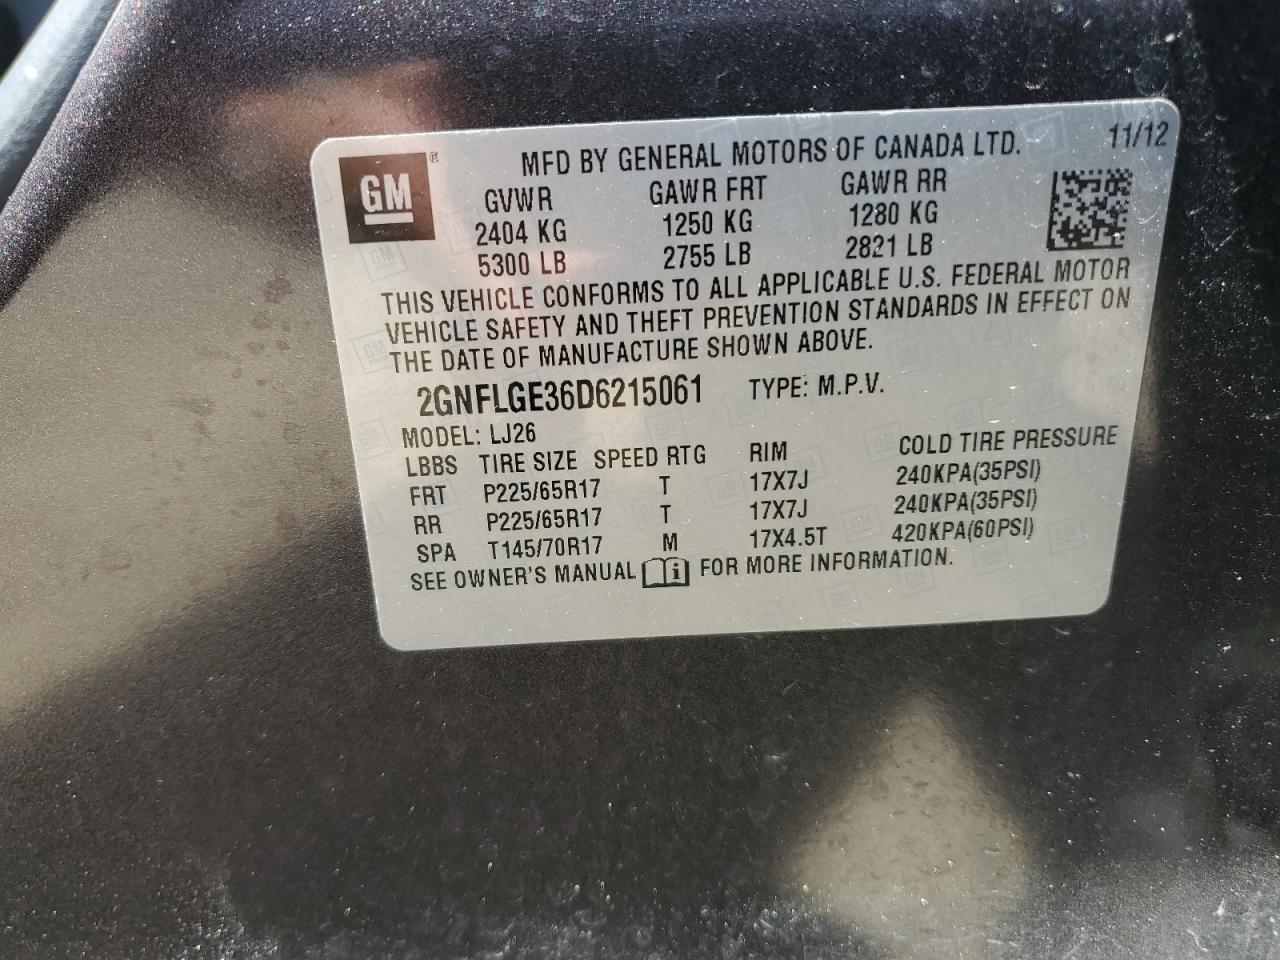 GM ®
MFD BY GENERAL MOTORS OF CANADA LTD. 11/12
GVWR GAWR FRT GAWR RR
2404 KG 1250 KG 1280 KG
5300 LB 2755 LB 2821 LB
THIS VEHICLE CONFORMS TO ALL APPLICABLE U.S. FEDERAL MOTOR
VEHICLE SAFETY AND THEFT PREVENTION STANDARDS IN EFFECT ON
THE DATE OF MANUFACTURE SHOWN ABOVE.
2GNFLGE36D6215061 TYPE: M.P.V.
MODEL: LJ26
LBBS TIRE SIZE SPEED RTG RIM COLD TIRE PRESSURE
FRT P225/65R17 T 17X7J 240KPA(35PSI)
RR P225/65R17 T 17X7J 240KPA(35PSI)
SPA T145/70R17 M 17X4.5T 420KPA(60PSI)
SEE OWNER'S MANUAL i FOR MORE INFORMATION.